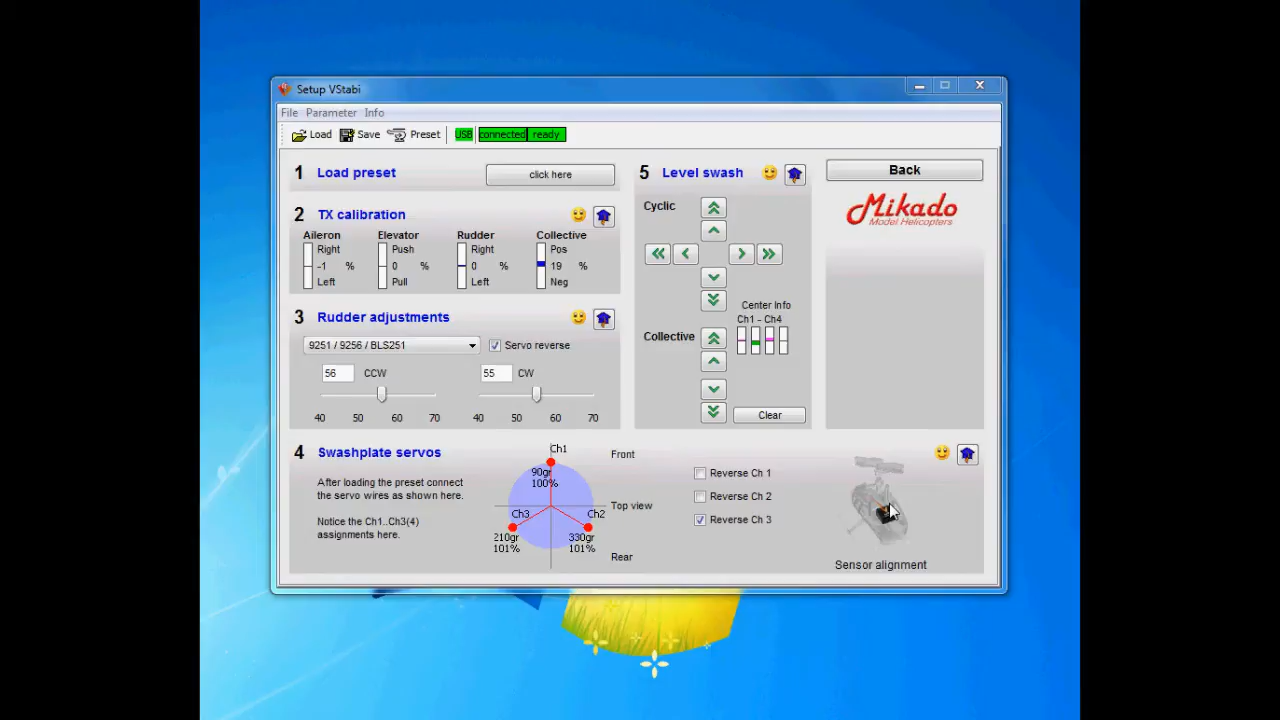 Setup VStabi
File Parameter Info
Load Save Preset USB connected ready
1 Load preset click here
2 TX calibration
Aileron Elevator Rudder Collective
Right Push Right Pos
-1 % 0 % 0 % 19 %
Left Pull Left Neg
3 Rudder adjustments
9251 / 9256 / BLS251 Servo reverse
56 CCW 55 CW
40 50 60 70 40 50 60 70
5 Level swash
Cyclic
Center Info
Ch1 - Ch4
Collective
Clear
Back
Mikado
Model Helicopters
4 Swashplate servos
After loading the preset connect
the servo wires as shown here.
Notice the Ch1..Ch3(4)
assignments here.
Ch1
90gr
100%
Ch3 Ch2
210gr 330gr
101% 101%
Front
Top view
Rear
Reverse Ch 1
Reverse Ch 2
Reverse Ch 3
Sensor alignment